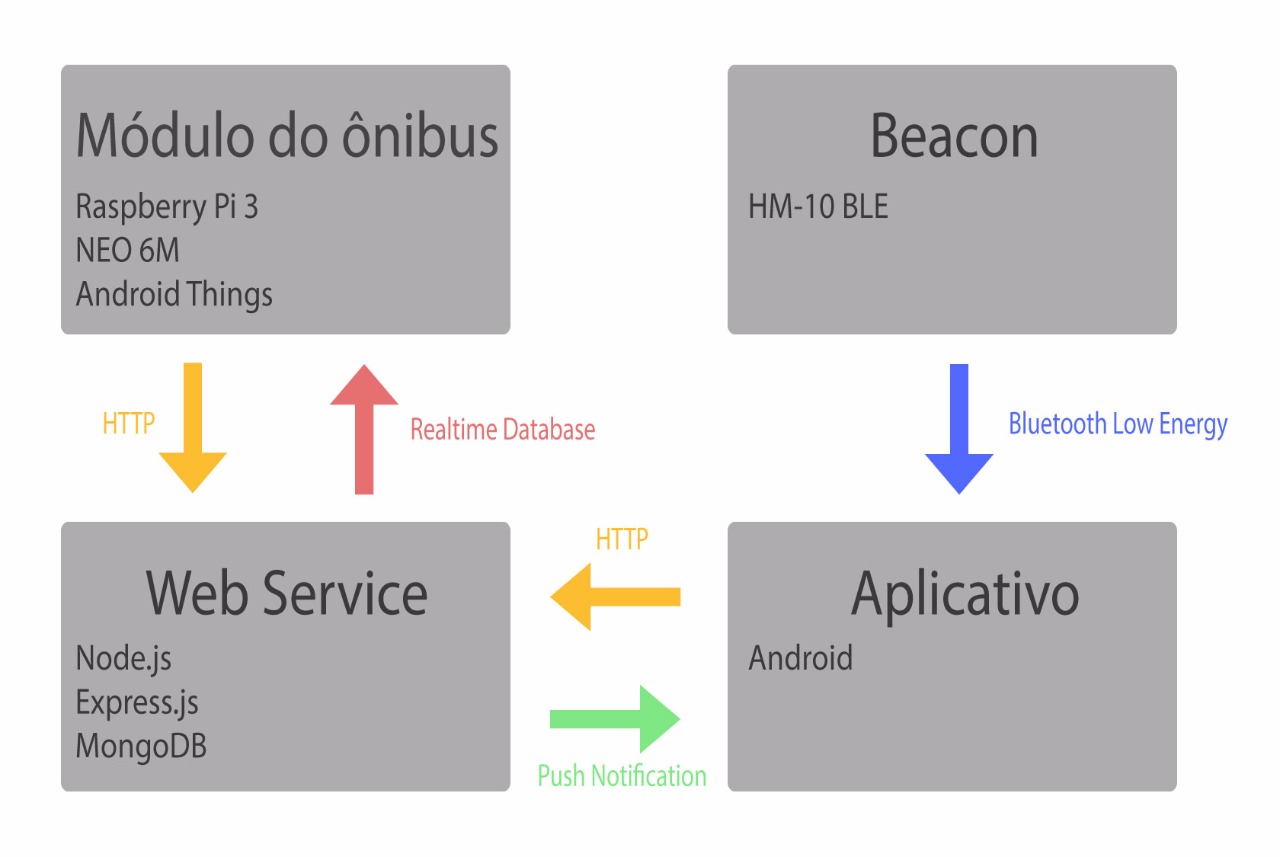 Módulo do ônibus
Raspberry Pi 3
NEO 6M
Android Things
Beacon
HM-10 BLE
HTTP
Realtime Database
Bluetooth Low Energy
Web Service
Node.js
Express.js
MongoDB
HTTP
Push Notification
Aplicativo
Android